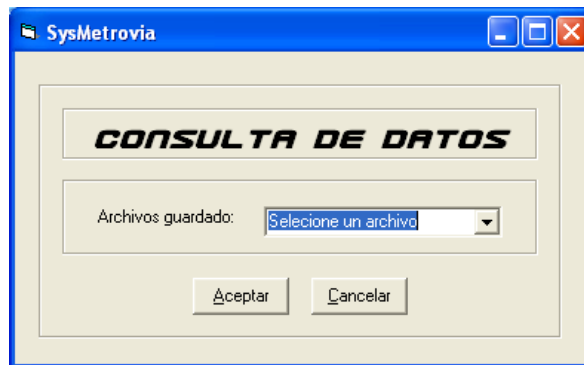 SysMetrovia
CONSULTA DE DATOS
Archivos guardado: Selecione un archivo
Aceptar Cancelar